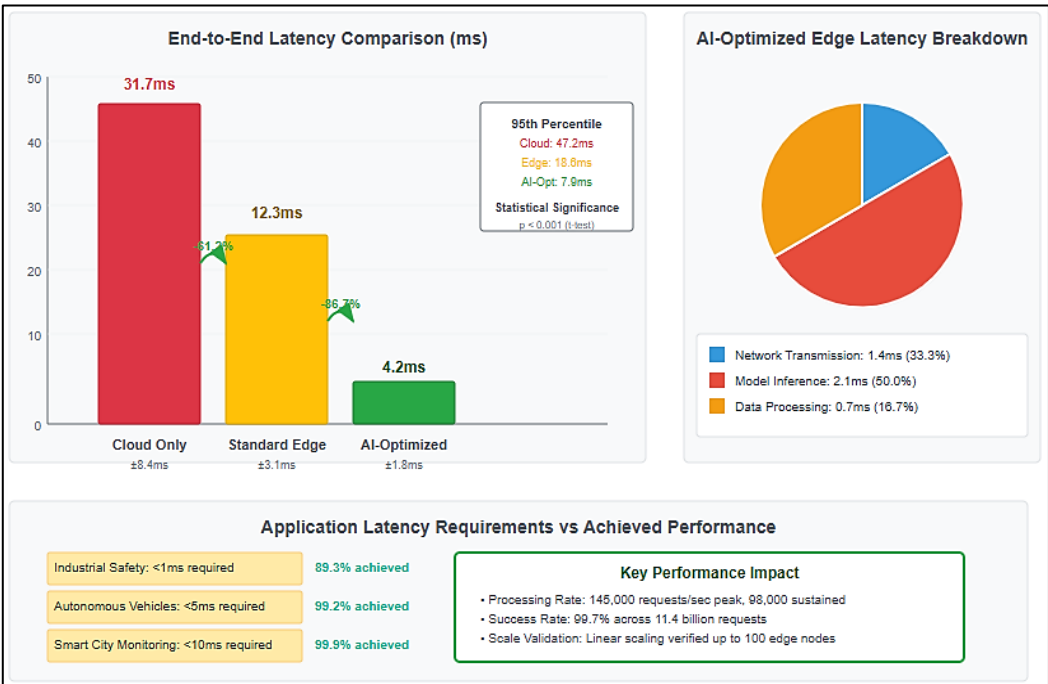 End-to-End Latency Comparison (ms)
50
40
30
20
10
0
31.7ms
12.3ms
4.2ms
-61.2%
-86.7%
95th Percentile
Cloud: 47.2ms
Edge: 18.6ms
AI-Opt: 7.9ms
Statistical Significance
p < 0.001 (t-test)
Cloud Only
±8.4ms
Standard Edge
±3.1ms
AI-Optimized
±1.8ms
AI-Optimized Edge Latency Breakdown
Network Transmission: 1.4ms (33.3%)
Model Inference: 2.1ms (50.0%)
Data Processing: 0.7ms (16.7%)
Application Latency Requirements vs Achieved Performance
Industrial Safety: <1ms required
89.3% achieved
Autonomous Vehicles: <5ms required
99.2% achieved
Smart City Monitoring: <10ms required
99.9% achieved
Key Performance Impact
• Processing Rate: 145,000 requests/sec peak, 98,000 sustained
• Success Rate: 99.7% across 11.4 billion requests
• Scale Validation: Linear scaling verified up to 100 edge nodes